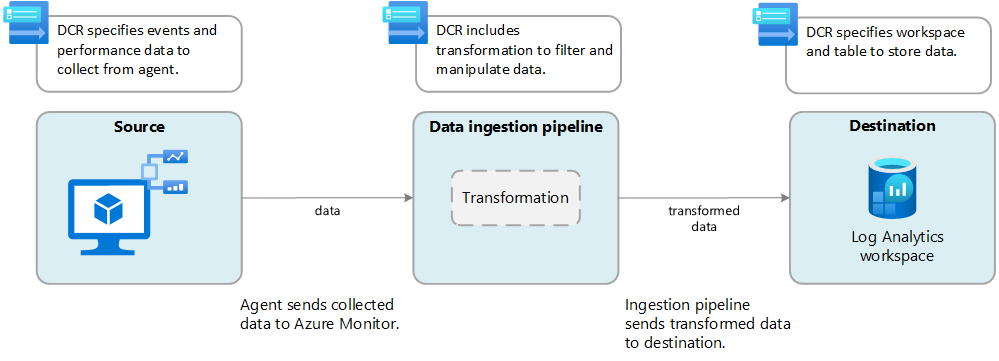 DCR specifies events and
performance data to
collect from agent.
DCR includes
transformation to filter and
manipulate data.
DCR specifies workspace
and table to store data.
Source
Data ingestion pipeline
Destination
Transformation
data
transformed
data
Log Analytics
workspace
Agent sends collected
data to Azure Monitor.
Ingestion pipeline
sends transformed data
to destination.